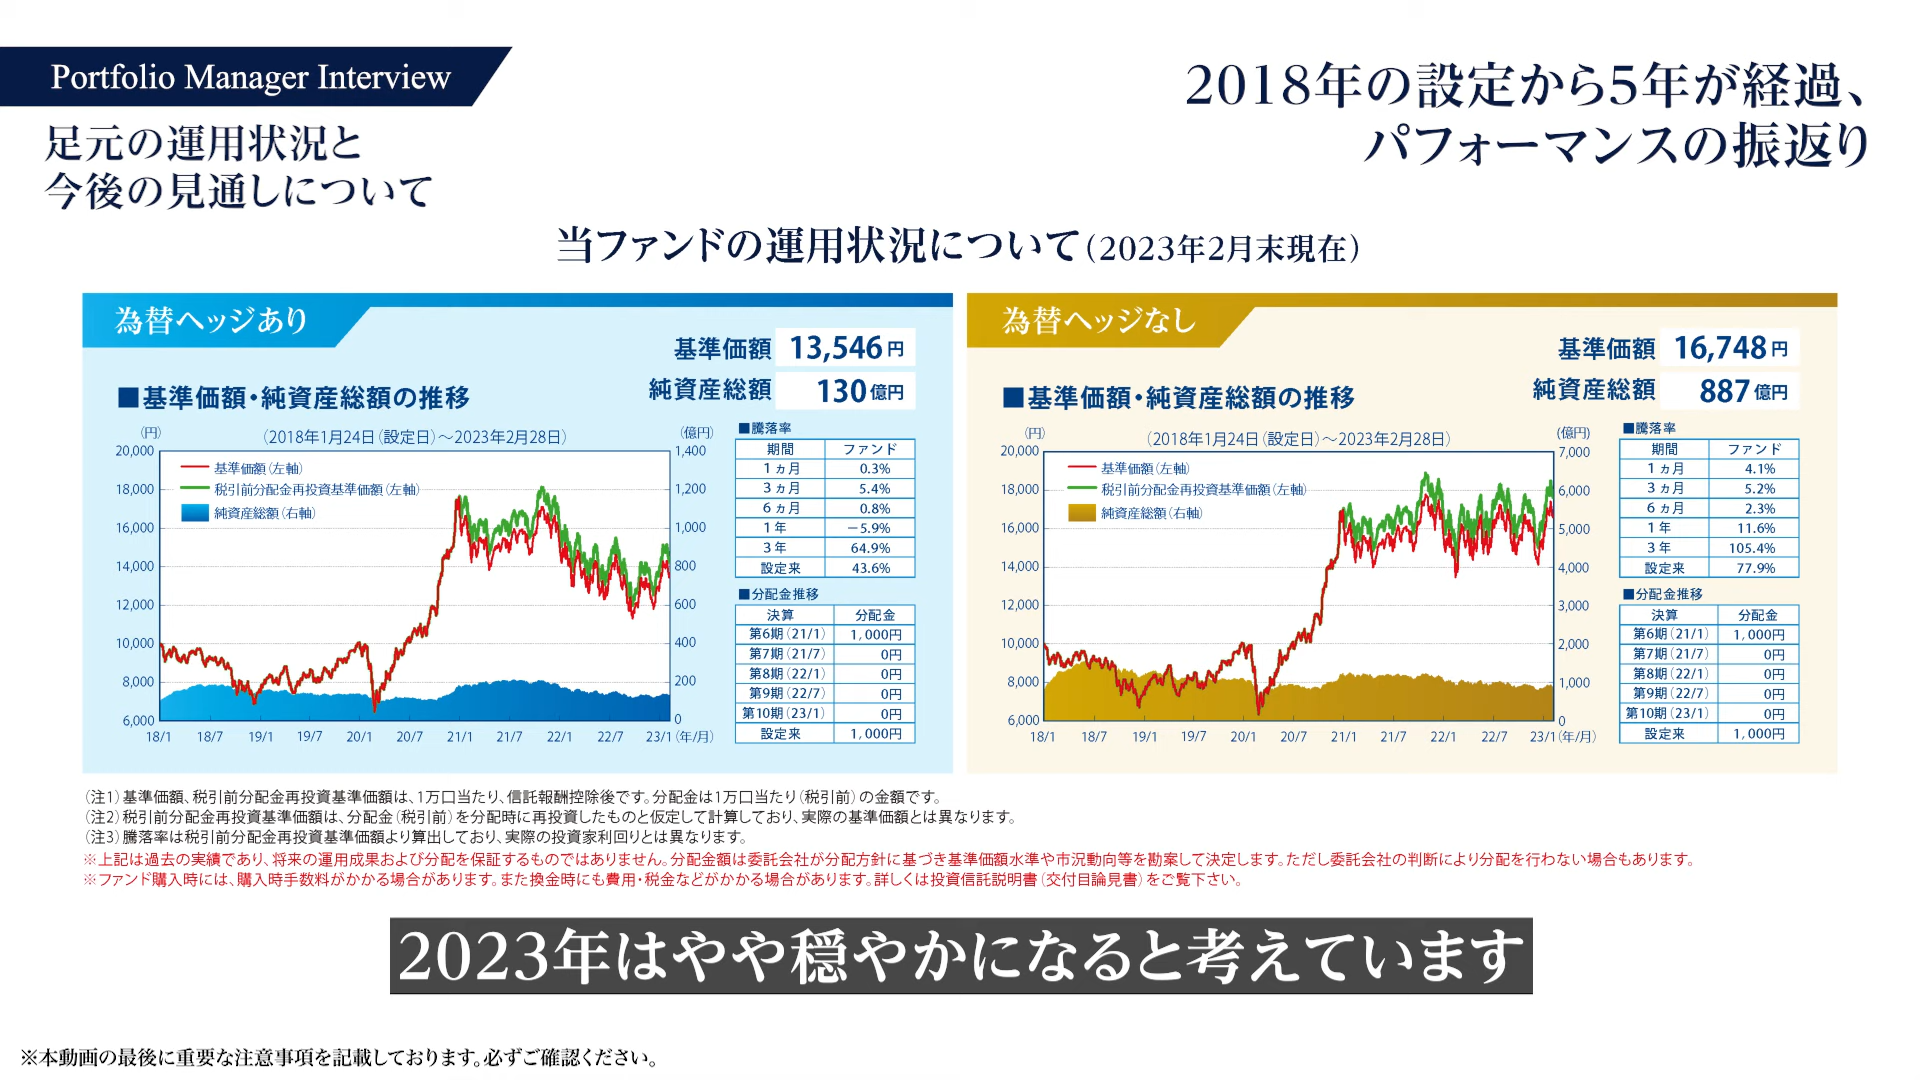 Portfolio Manager Interview
足元の運用状況と
今後の見通しについて
2018年の設定から5年が経過、
パフォーマンスの振返り
当ファンドの運用状況について（2023年2月末現在）
為替ヘッジあり
基準価額 13,546円
純資産総額 130億円
■基準価額・純資産総額の推移
（2018年1月24日（設定日）～2023年2月28日）
（円）
（億円）
20,000
18,000
16,000
14,000
12,000
10,000
8,000
6,000
基準価額（左軸）
税引前分配金再投資基準価額（左軸）
純資産総額（右軸）
1,400
1,200
1,000
800
600
400
200
0
18/1 18/7 19/1 19/7 20/1 20/7 21/1 21/7 22/1 22/7 23/1（年/月）
■騰落率
期間 ファンド
1ヵ月 0.3%
3ヵ月 5.4%
6ヵ月 0.8%
1年 －5.9%
3年 64.9%
設定来 43.6%
■分配金推移
決算 分配金
第6期（21/1） 1,000円
第7期（21/7） 0円
第8期（22/1） 0円
第9期（22/7） 0円
第10期（23/1） 0円
設定来 1,000円
為替ヘッジなし
基準価額 16,748円
純資産総額 887億円
■基準価額・純資産総額の推移
（2018年1月24日（設定日）～2023年2月28日）
（円）
（億円）
20,000
18,000
16,000
14,000
12,000
10,000
8,000
6,000
基準価額（左軸）
税引前分配金再投資基準価額（左軸）
純資産総額（右軸）
7,000
6,000
5,000
4,000
3,000
2,000
1,000
0
18/1 18/7 19/1 19/7 20/1 20/7 21/1 21/7 22/1 22/7 23/1（年/月）
■騰落率
期間 ファンド
1ヵ月 4.1%
3ヵ月 5.2%
6ヵ月 2.3%
1年 11.6%
3年 105.4%
設定来 77.9%
■分配金推移
決算 分配金
第6期（21/1） 1,000円
第7期（21/7） 0円
第8期（22/1） 0円
第9期（22/7） 0円
第10期（23/1） 0円
設定来 1,000円
（注1）基準価額、税引前分配金再投資基準価額は、1万口当たり、信託報酬控除後です。分配金は1万口当たり（税引前）の金額です。
（注2）税引前分配金再投資基準価額は、分配金（税引前）を分配時に再投資したものと仮定して計算しており、実際の基準価額とは異なります。
（注3）騰落率は税引前分配金再投資基準価額より算出しており、実際の投資家利回りとは異なります。
※上記は過去の実績であり、将来の運用成果および分配を保証するものではありません。分配金額は委託会社が分配方針に基づき基準価額水準や市況動向等を勘案して決定します。ただし委託会社の判断により分配を行わない場合もあります。
※ファンド購入時には、購入時手数料がかかる場合があります。また換金時にも費用・税金などがかかる場合があります。詳しくは投資信託説明書（交付目論見書）をご覧下さい。
2023年はやや穏やかになると考えています
※本動画の最後に重要な注意事項を記載しております。必ずご確認ください。